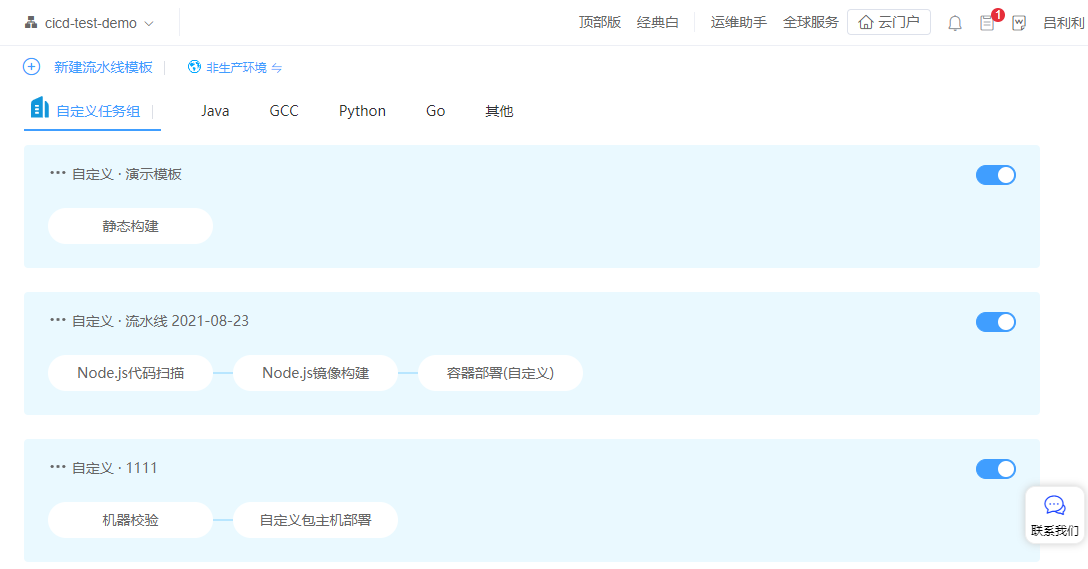 cicd-test-demo 顶部版 经典白 运维助手 全球服务 云门户 1 吕利利
新建流水线模板 非生产环境
自定义任务组 Java GCC Python Go 其他
··· 自定义 · 演示模板
静态构建
··· 自定义 · 流水线 2021-08-23
Node.js代码扫描 Node.js镜像构建 容器部署(自定义)
··· 自定义 · 1111
机器校验 自定义包主机部署
联系我们